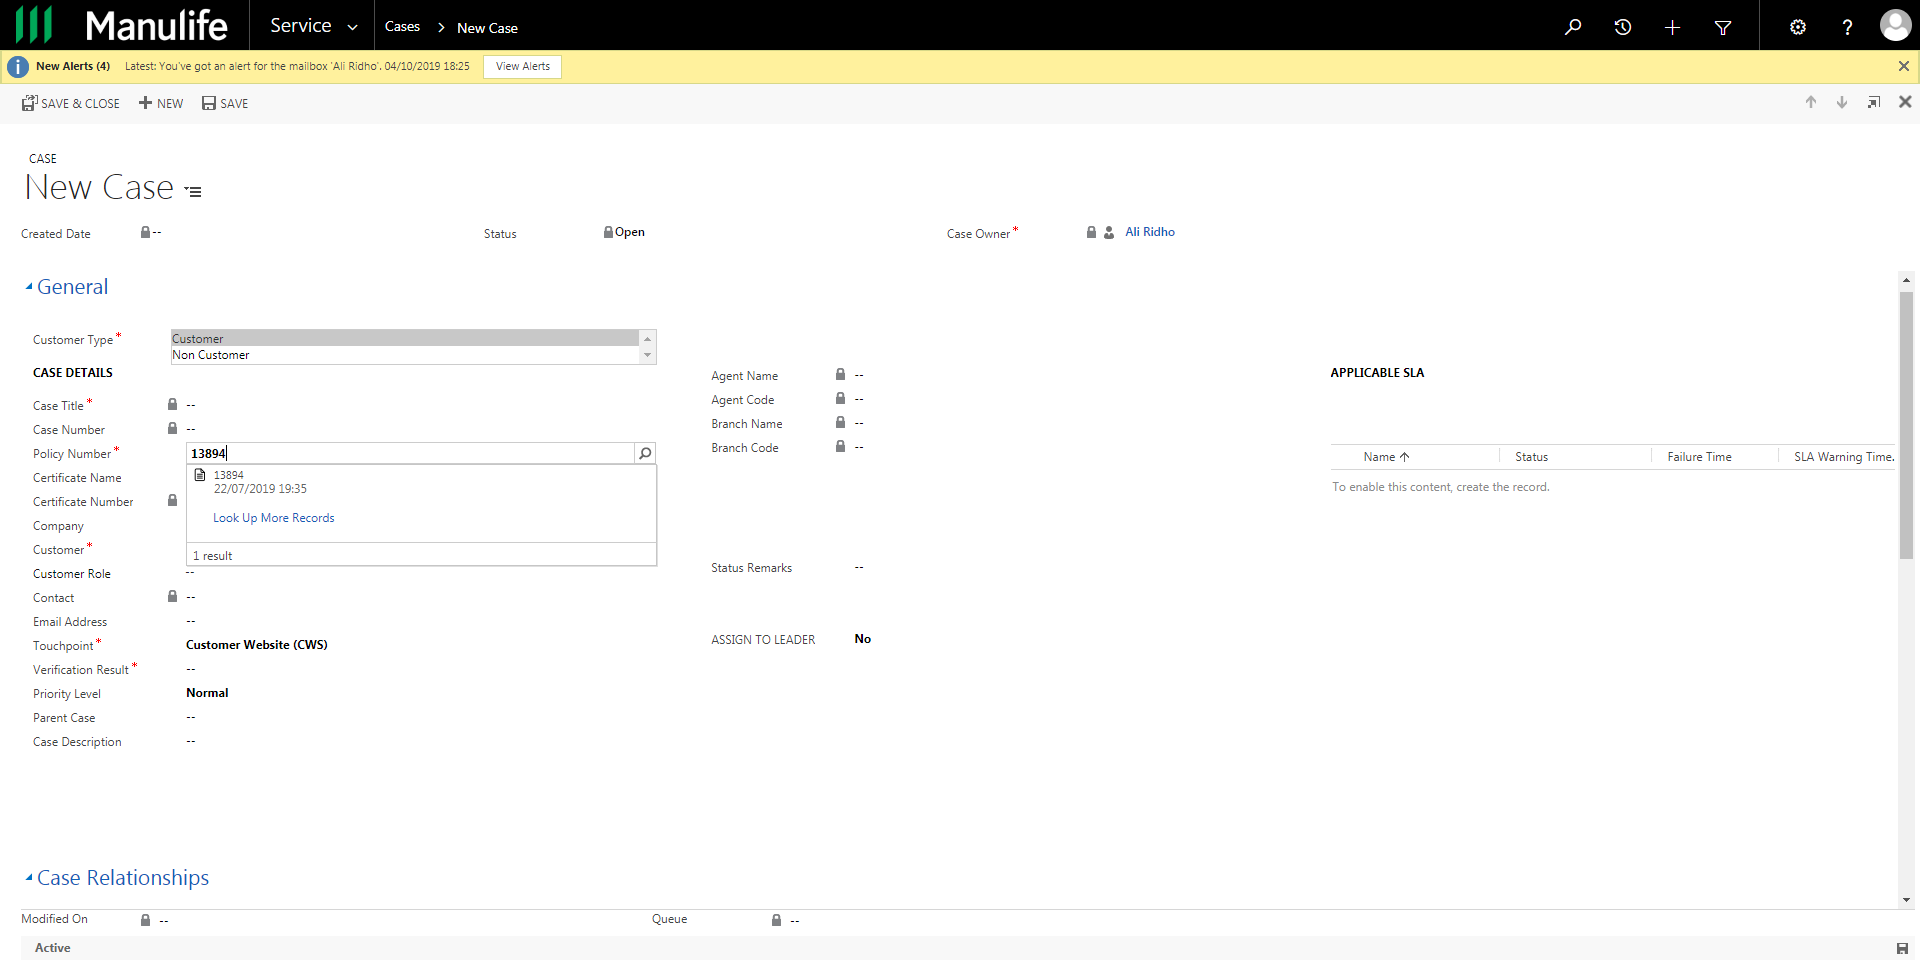 Manulife
Service
Cases > New Case
New Alerts (4) Latest: You've got an alert for the mailbox 'Ali Ridho'. 04/10/2019 18:25 View Alerts
SAVE & CLOSE NEW SAVE
CASE
New Case
Created Date -- Status Open Case Owner* Ali Ridho
General
Customer Type* Customer
Non Customer
CASE DETAILS
APPLICABLE SLA
Agent Name --
Case Title* --
Agent Code --
Case Number --
Branch Name --
Policy Number* 13894
Branch Code --
Name ↑ Status Failure Time SLA Warning Time.
To enable this content, create the record.
13894
22/07/2019 19:35
Look Up More Records
1 result
Certificate Name
Certificate Number
Company
Customer*
Customer Role --
Status Remarks --
Contact --
Email Address --
Touchpoint* Customer Website (CWS)
ASSIGN TO LEADER No
Verification Result* --
Priority Level Normal
Parent Case --
Case Description --
Case Relationships
Modified On -- Queue --
Active